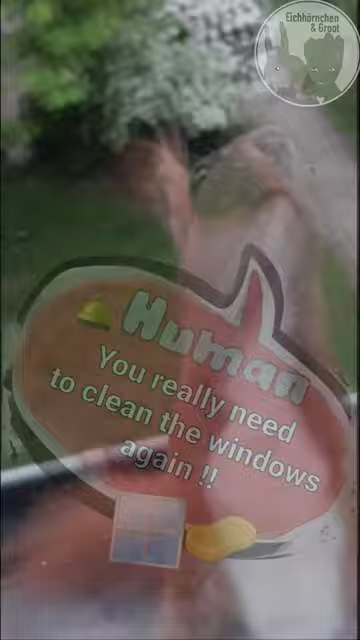 Eichhörnchen
& Groot
Human
You really need
to clean the windows
again !!